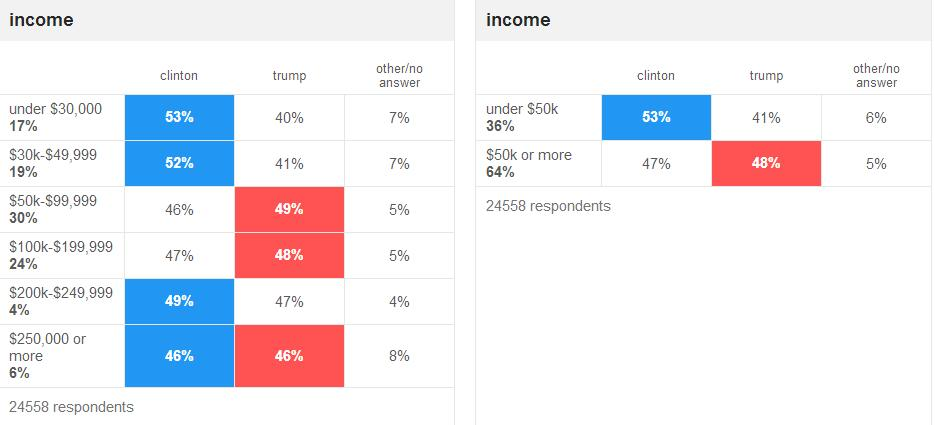 income
clinton trump other/no answer
under $30,000
17%
53% 40% 7%
$30k-$49,999
19%
52% 41% 7%
$50k-$99,999
30%
46% 49% 5%
$100k-$199,999
24%
47% 48% 5%
$200k-$249,999
4%
49% 47% 4%
$250,000 or
more
6%
46% 46% 8%
24558 respondents
income
clinton trump other/no answer
under $50k
36%
53% 41% 6%
$50k or more
64%
47% 48% 5%
24558 respondents